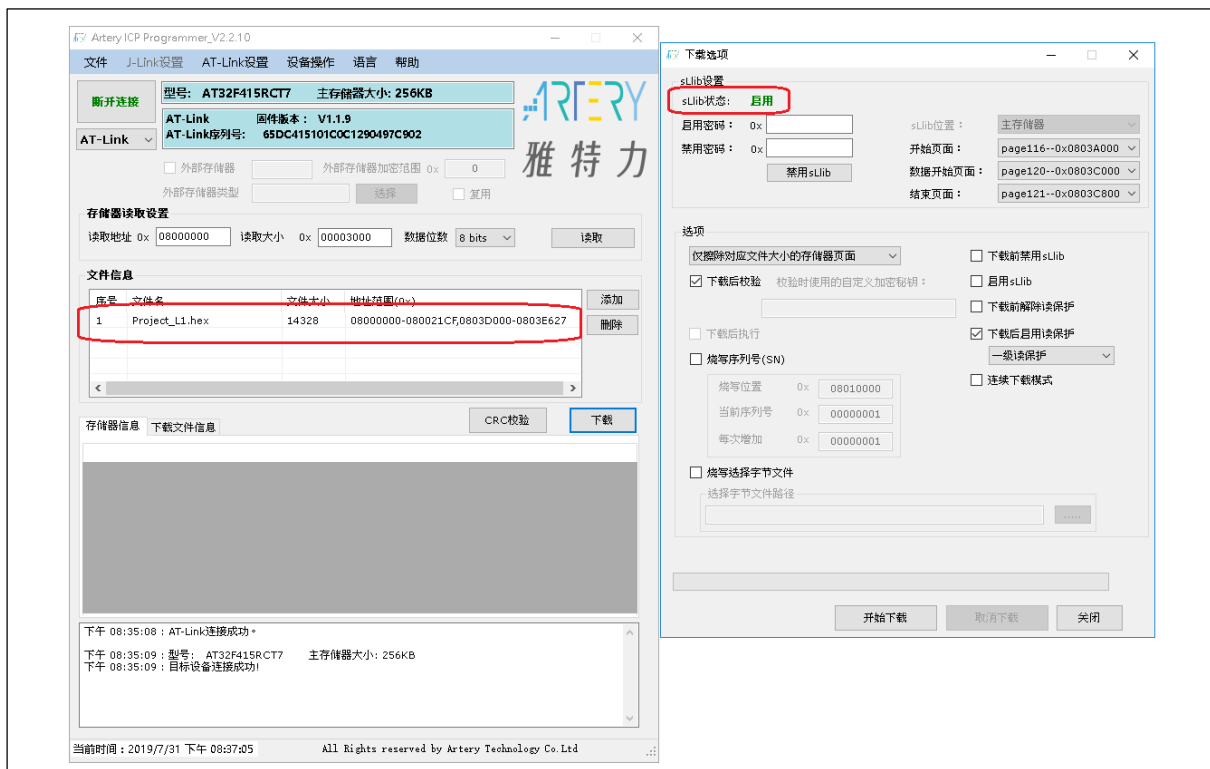 Artery ICP Programmer_V2.2.10
文件 J-Link设置 AT-Link设置 设备操作 语言 帮助
断开连接
型号: AT32F415RCT7 主存储器大小: 256KB
AT-Link 固件版本： V1.1.9
AT-Link序列号: 65DC415101C0C1290497C902
AT-Link
ARTERY
雅特力
外部存储器 外部存储器加密范围 0x 0
外部存储器类型 选择 复用
存储器读取设置
读取地址 0x 08000000 读取大小 0x 00003000 数据位数 8 bits 读取
文件信息
序号 文件名 文件大小 地址范围(0x) 添加
1 Project_L1.hex 14328 08000000-080021CF,0803D000-0803E627 删除
存储器信息 下载文件信息 CRC校验 下载
下午 08:35:08 : AT-Link连接成功。
下午 08:35:09 : 型号: AT32F415RCT7 主存储器大小: 256KB
下午 08:35:09 : 目标设备连接成功!
当前时间 : 2019/7/31 下午 08:37:05 All Rights reserved by Artery Technology Co.Ltd
下载选项
sLlib设置
sLlib状态: 启用
启用密码： 0x sLlib位置： 主存储器
禁用密码： 0x 开始页面： page116--0x0803A000
禁用sLlib 数据开始页面： page120--0x0803C000
结束页面： page121--0x0803C800
选项
仅擦除对应文件大小的存储器页面 下载前禁用sLlib
下载后校验 校验时使用的自定义加密秘钥： 启用sLlib
下载前解除读保护
下载后执行 下载后启用读保护
烧写序列号(SN) 一级读保护
烧写位置 0x 08010000 连续下载模式
当前序列号 0x 00000001
每次增加 0x 00000001
烧写选择字节文件
选择字节文件路径
.....
开始下载 取消下载 关闭